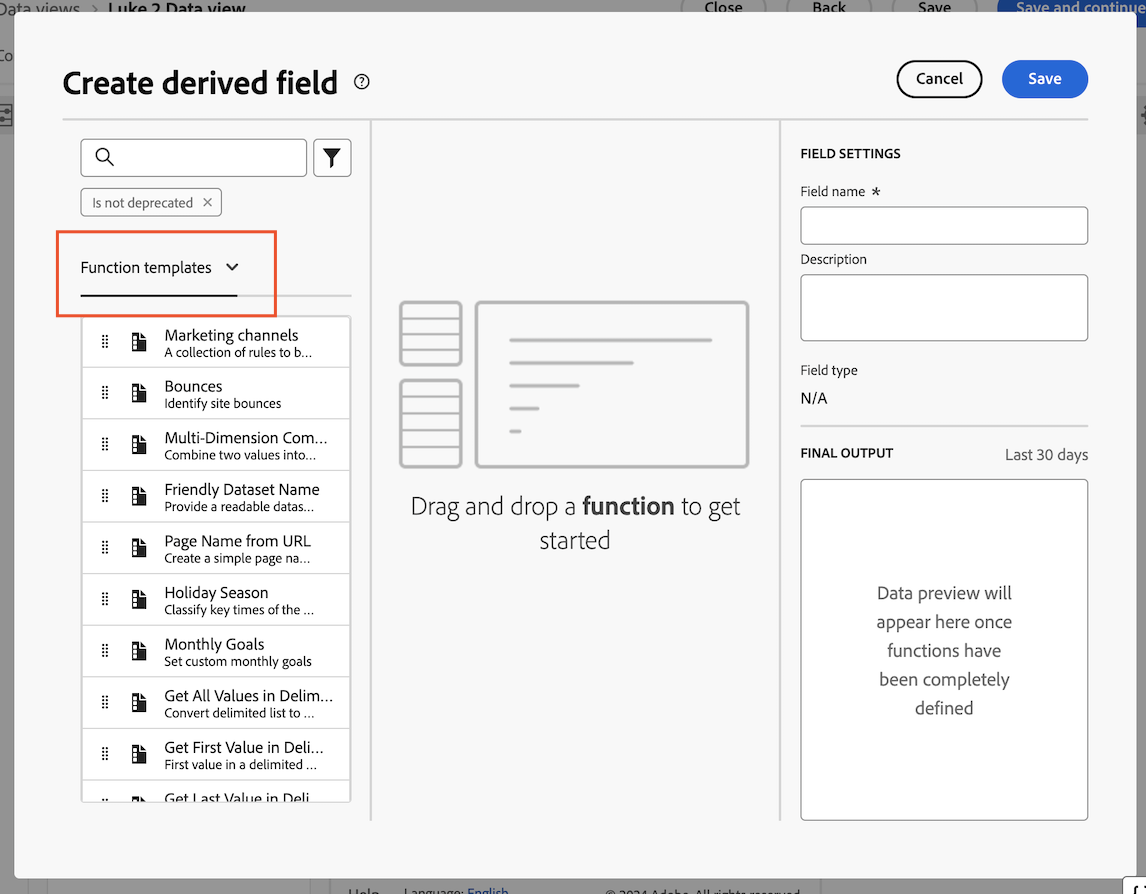 Data views > Luke 2 Data view
Close
Back
Save
Save and continue
Co
Create derived field
Cancel
Save
Is not deprecated
Function templates
Marketing channels
A collection of rules to b...
Bounces
Identify site bounces
Multi-Dimension Com...
Combine two values into...
Friendly Dataset Name
Provide a readable datas...
Page Name from URL
Create a simple page na...
Holiday Season
Classify key times of the ...
Monthly Goals
Set custom monthly goals
Get All Values in Delim...
Convert delimited list to ...
Get First Value in Deli...
First value in a delimited ...
Get Last Value in Deli
Drag and drop a function to get
started
FIELD SETTINGS
Field name *
Description
Field type
N/A
FINAL OUTPUT
Last 30 days
Data preview will
appear here once
functions have
been completely
defined
Help
Language: English
© 2024 Adobe. All rights reserved